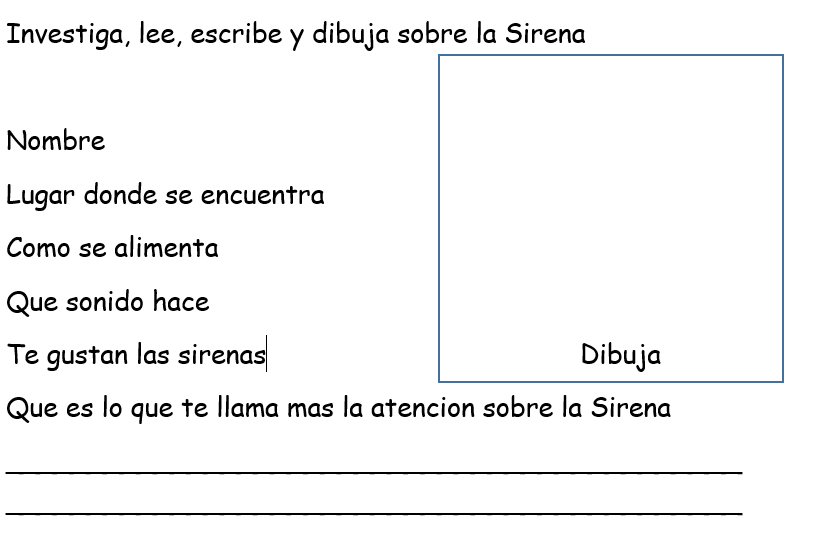 Investiga, lee, escribe y dibuja sobre la Sirena
Nombre
Lugar donde se encuentra
Como se alimenta
Que sonido hace
Te gustan las sirenas
Dibuja
Que es lo que te llama mas la atencion sobre la Sirena